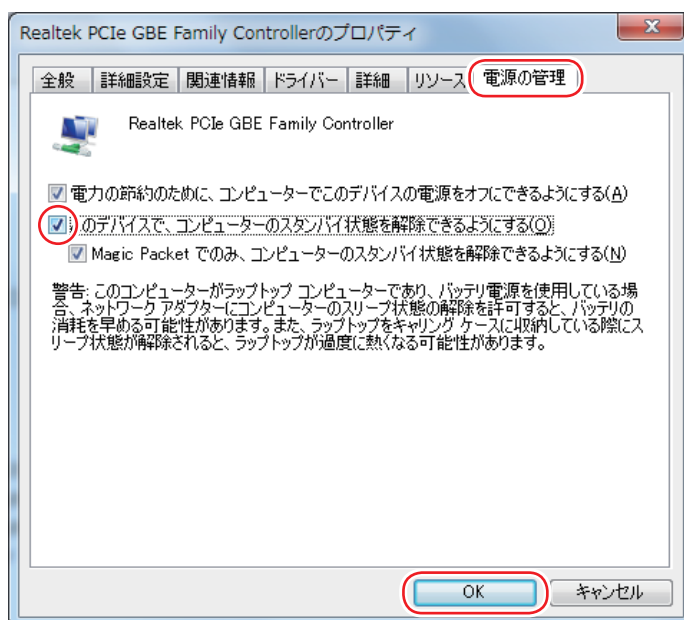 Realtek PCIe GBE Family Controllerのプロパティ
全般 詳細設定 関連情報 ドライバー 詳細 リソース 電源の管理
Realtek PCIe GBE Family Controller
電力の節約のために、コンピューターでこのデバイスの電源をオフにできるようにする(A)
のデバイスで、コンピューターのスタンバイ状態を解除できるようにする(O)
Magic Packet でのみ、コンピューターのスタンバイ状態を解除できるようにする(N)
警告: このコンピューターがラップトップ コンピューターであり、バッテリ電源を使用している場
合、ネットワーク アダプターにコンピューターのスリープ状態の解除を許可すると、バッテリの
消耗を早める可能性があります。また、ラップトップをキャリング ケースに収納している際にス
リープ状態が解除されると、ラップトップが過度に熱くなる可能性があります。
OK キャンセル